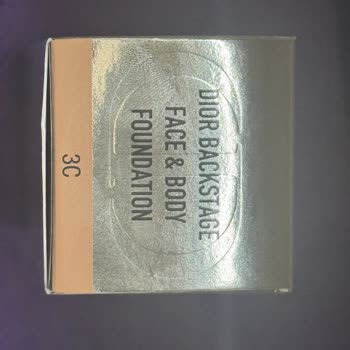 DIOR BACKSTAGE
FACE & BODY
FOUNDATION
3C